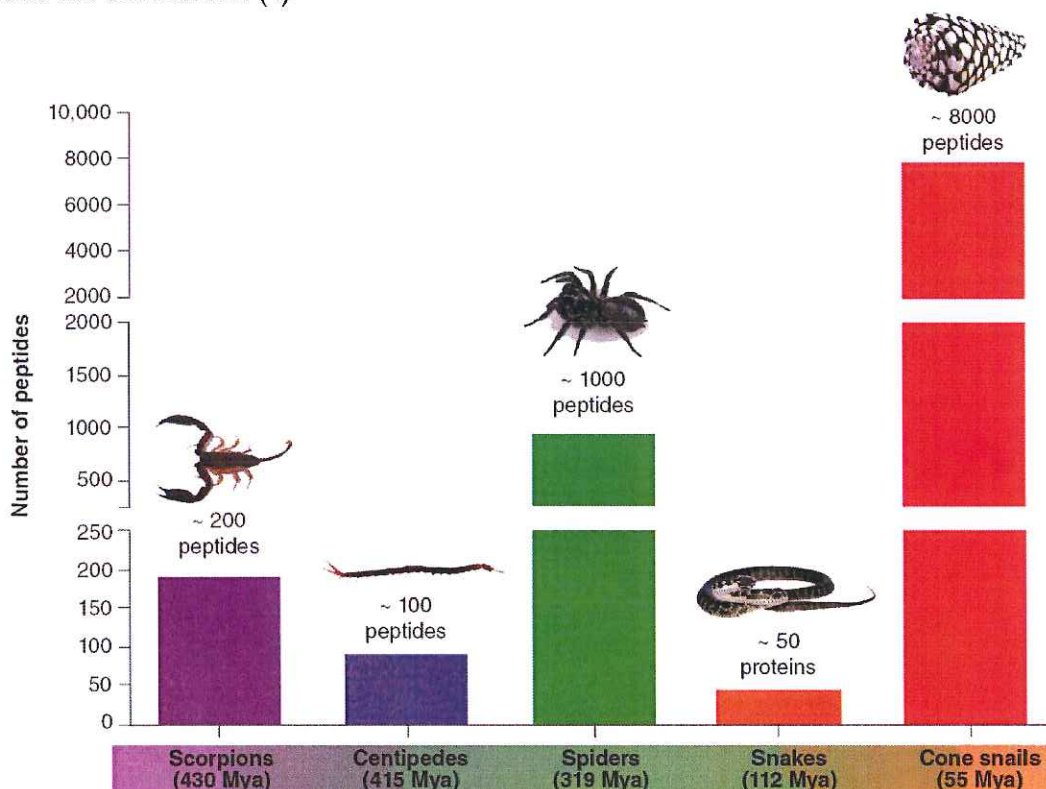 10,000
8000
6000
4000
2000
2000
1500
1000
500
250
200
150
100
50
0
Number of peptides
~ 200
peptides
~ 100
peptides
~ 1000
peptides
~ 50
proteins
~ 8000
peptides
Scorpions
(430 Mya)
Centipedes
(415 Mya)
Spiders
(319 Mya)
Snakes
(112 Mya)
Cone snails
(55 Mya)